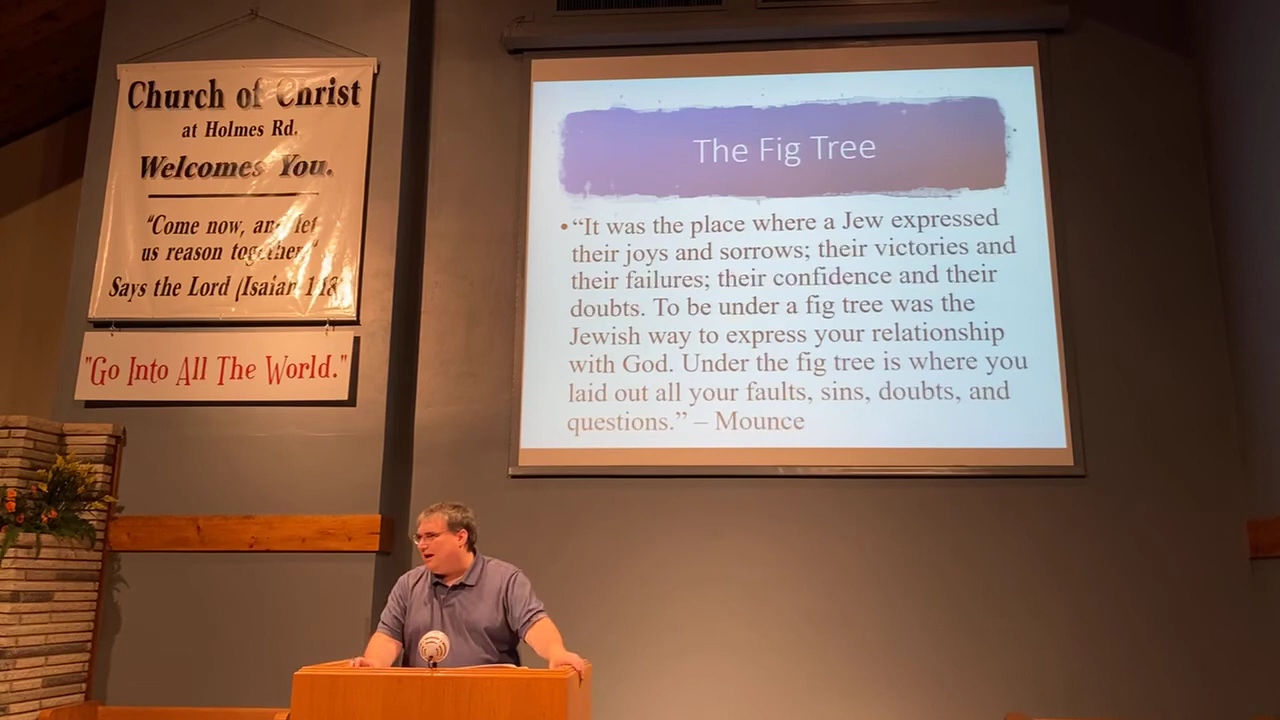 Church of Christ
at Holmes Rd.
Welcomes You.
"Come now, and let
us reason together"
Says the Lord (Isaiah 1:18
"Go Into All The World."
The Fig Tree
• "It was the place where a Jew expressed
their joys and sorrows; their victories and
their failures; their confidence and their
doubts. To be under a fig tree was the
Jewish way to express your relationship
with God. Under the fig tree is where you
laid out all your faults, sins, doubts, and
questions." – Mounce